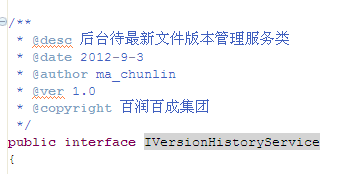 /**
 * @desc 后台待最新文件版本管理服务类
 * @date 2012-9-3
 * @author ma_chunlin
 * @ver 1.0
 * @copyright 百润百成集团
 */
public interface IVersionHistoryService
{